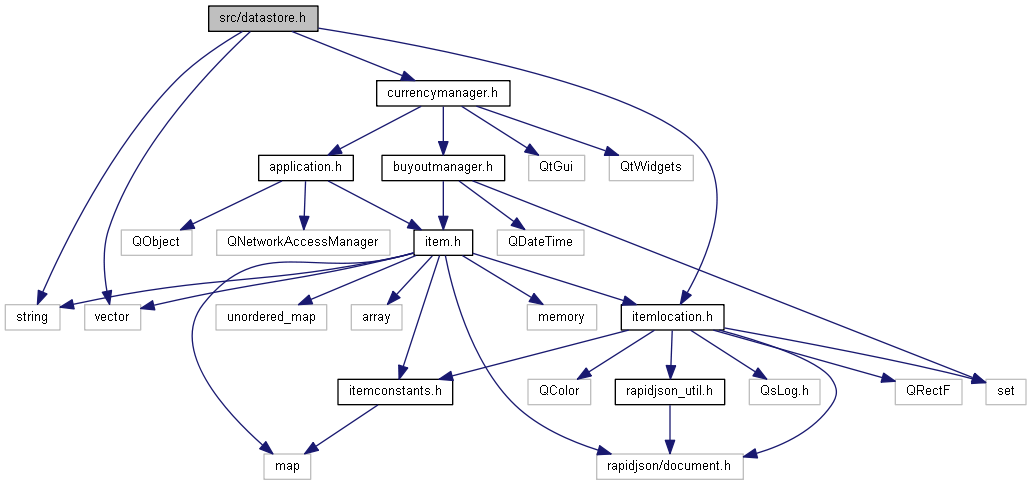 src/datastore.h
currencymanager.h
application.h
buyoutmanager.h
QtGui
QtWidgets
QObject
QNetworkAccessManager
item.h
QDateTime
string
vector
unordered_map
array
memory
itemlocation.h
itemconstants.h
QColor
rapidjson_util.h
QsLog.h
QRectF
set
map
rapidjson/document.h